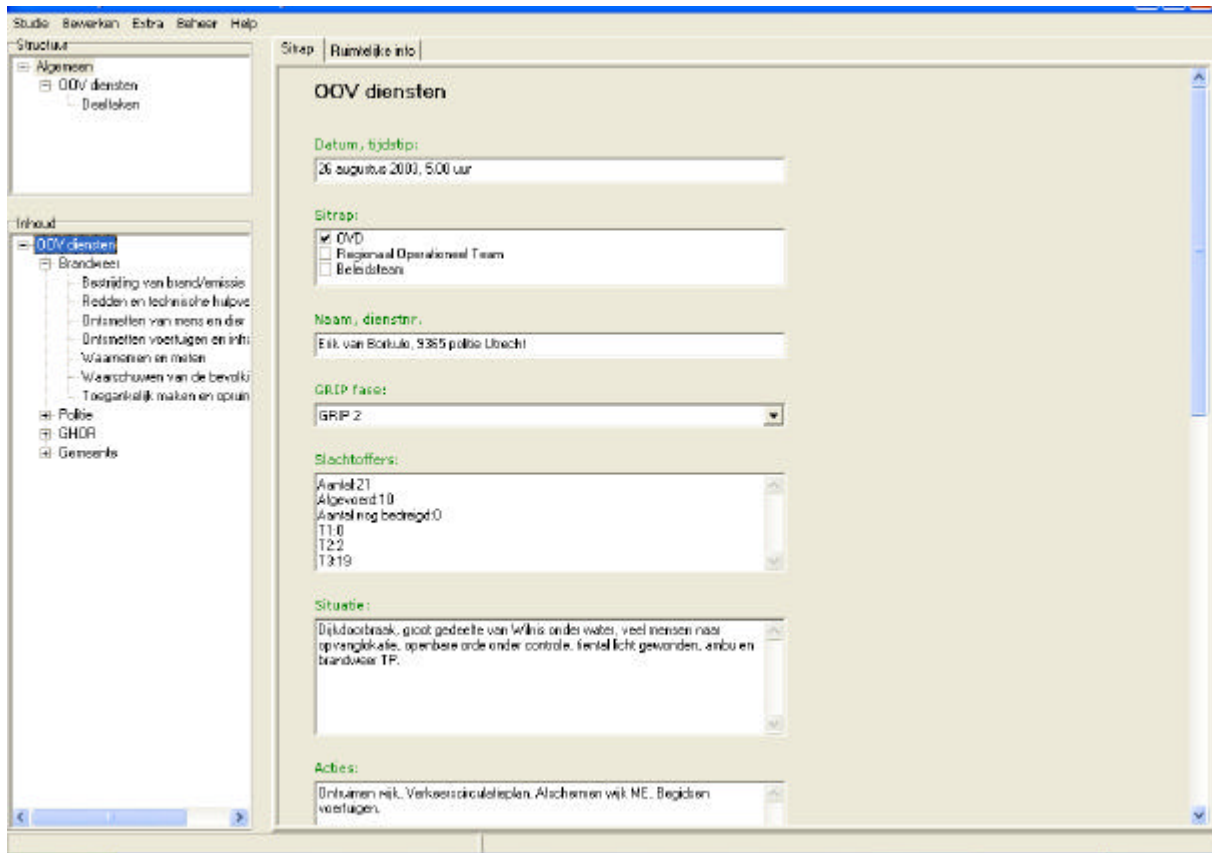 Studie Bewerken Extra Beheer Help
Structuur
Algemeen
OOV diensten
Deeltaken
Inhoud
OOV diensten
Brandweer
Bestrijding van brand/emissie
Redden en technische hulpve
Ontsmetten van mens en dier
Ontsmetten voertuigen en infr
Waarnemen en meten
Waarschuwen van de bevolki
Toegankelijk maken en opruim
Politie
GHOR
Gemeente
Sitrap Ruimtelijke info
OOV diensten
Datum, tijdstip:
26 augustus 2003, 5.00 uur
Sitrap:
OVD
Regionaal Operationeel Team
Beleidsteam
Naam, dienstnr.
Erik van Borkulo, 9365 politie Utrecht
GRIP fase:
GRIP 2
Slachtoffers:
Aantal:21
Afgevoerd:10
Aantal nog bedreigd:0
T1:0
T2:2
T3:19
Situatie:
Dijkdoorbraak, groot gedeelte van Wilnis onder water, veel mensen naar
opvanglokatie, openbare orde onder controle, tiental licht gewonden, ambu en
brandweer TP.
Acties:
Ontruimen wijk, Verkeerscirculatieplan, Afschermen wijk ME, Begidsen
voertuigen,